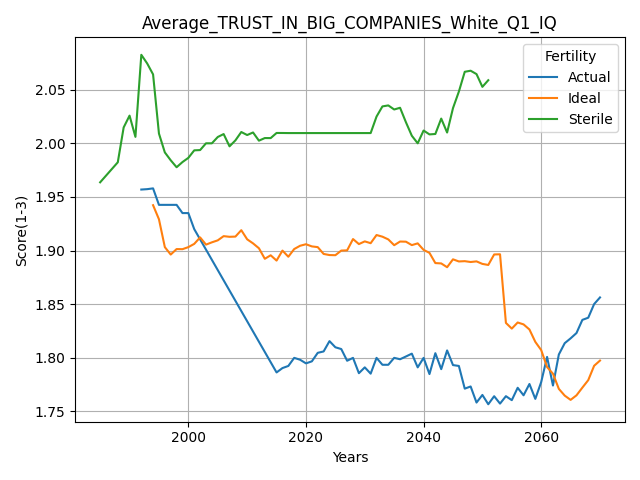 Average_TRUST_IN_BIG_COMPANIES_White_Q1_IQ
Fertility
Actual
Ideal
Sterile
Score(1-3)
2.05
2.00
1.95
1.90
1.85
1.80
1.75
2000 2020 2040 2060
Years